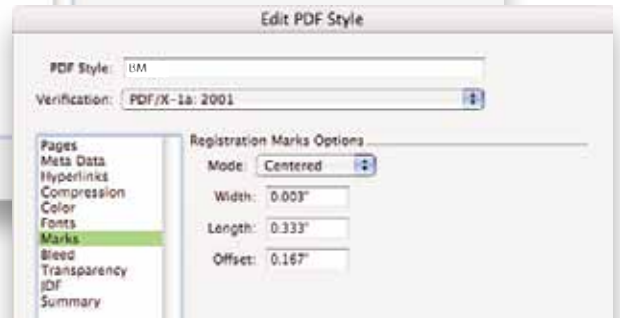 Edit PDF Style
PDF Style: BM
Verification: PDF/X-1a: 2001
Pages
Meta Data
Hyperlinks
Compression
Color
Fonts
Marks
Bleed
Transparency
JDF
Summary
Registration Marks Options
Mode: Centered
Width: 0.003"
Length: 0.333"
Offset: 0.167"